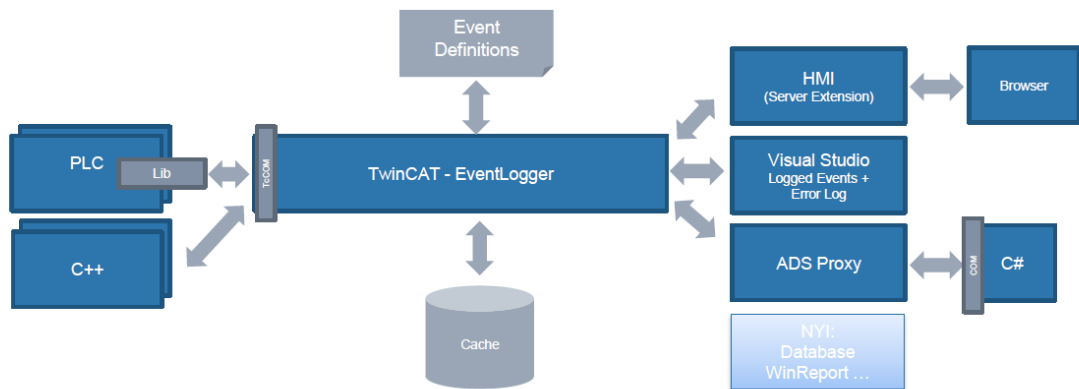 Event
Definitions
PLC
Lib
C++
TcCOM
TwinCAT - EventLogger
Cache
HMI
(Server Extension)
Browser
Visual Studio
Logged Events +
Error Log
ADS Proxy
COM
C#
NYI:
Database
WinReport ...